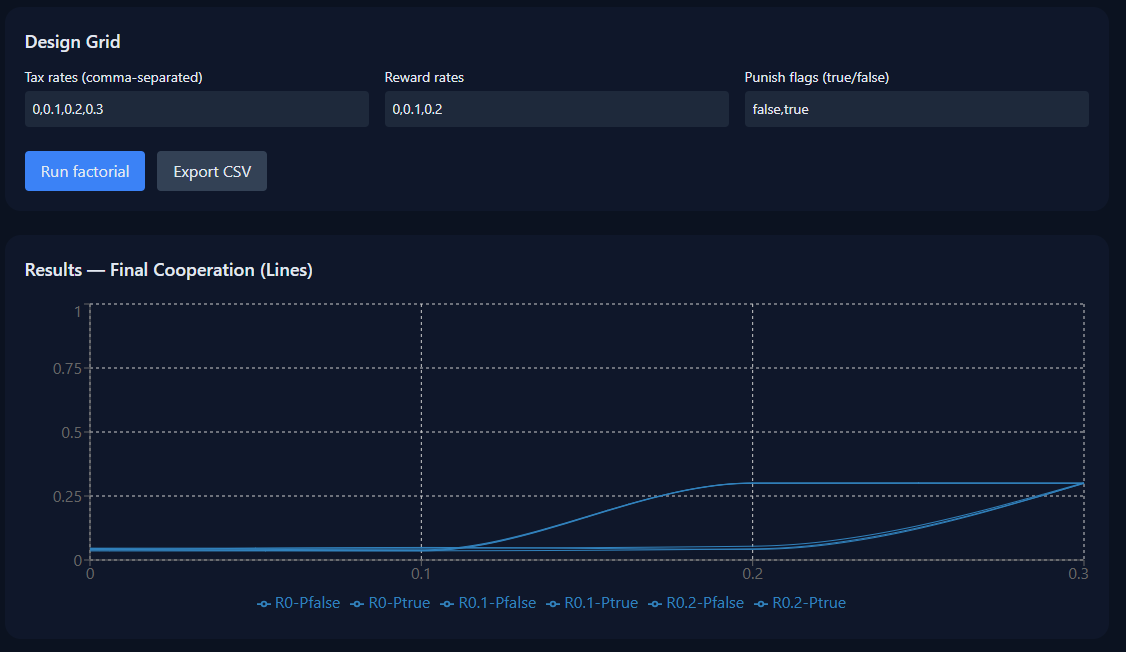 Design Grid
Tax rates (comma-separated) Reward rates Punish flags (true/false)
0,0.1,0.2,0.3 0,0.1,0.2 false,true
Run factorial Export CSV
Results — Final Cooperation (Lines)
1
0.75
0.5
0.25
0
0 0.1 0.2 0.3
R0-Pfalse R0-Ptrue R0.1-Pfalse R0.1-Ptrue R0.2-Pfalse R0.2-Ptrue